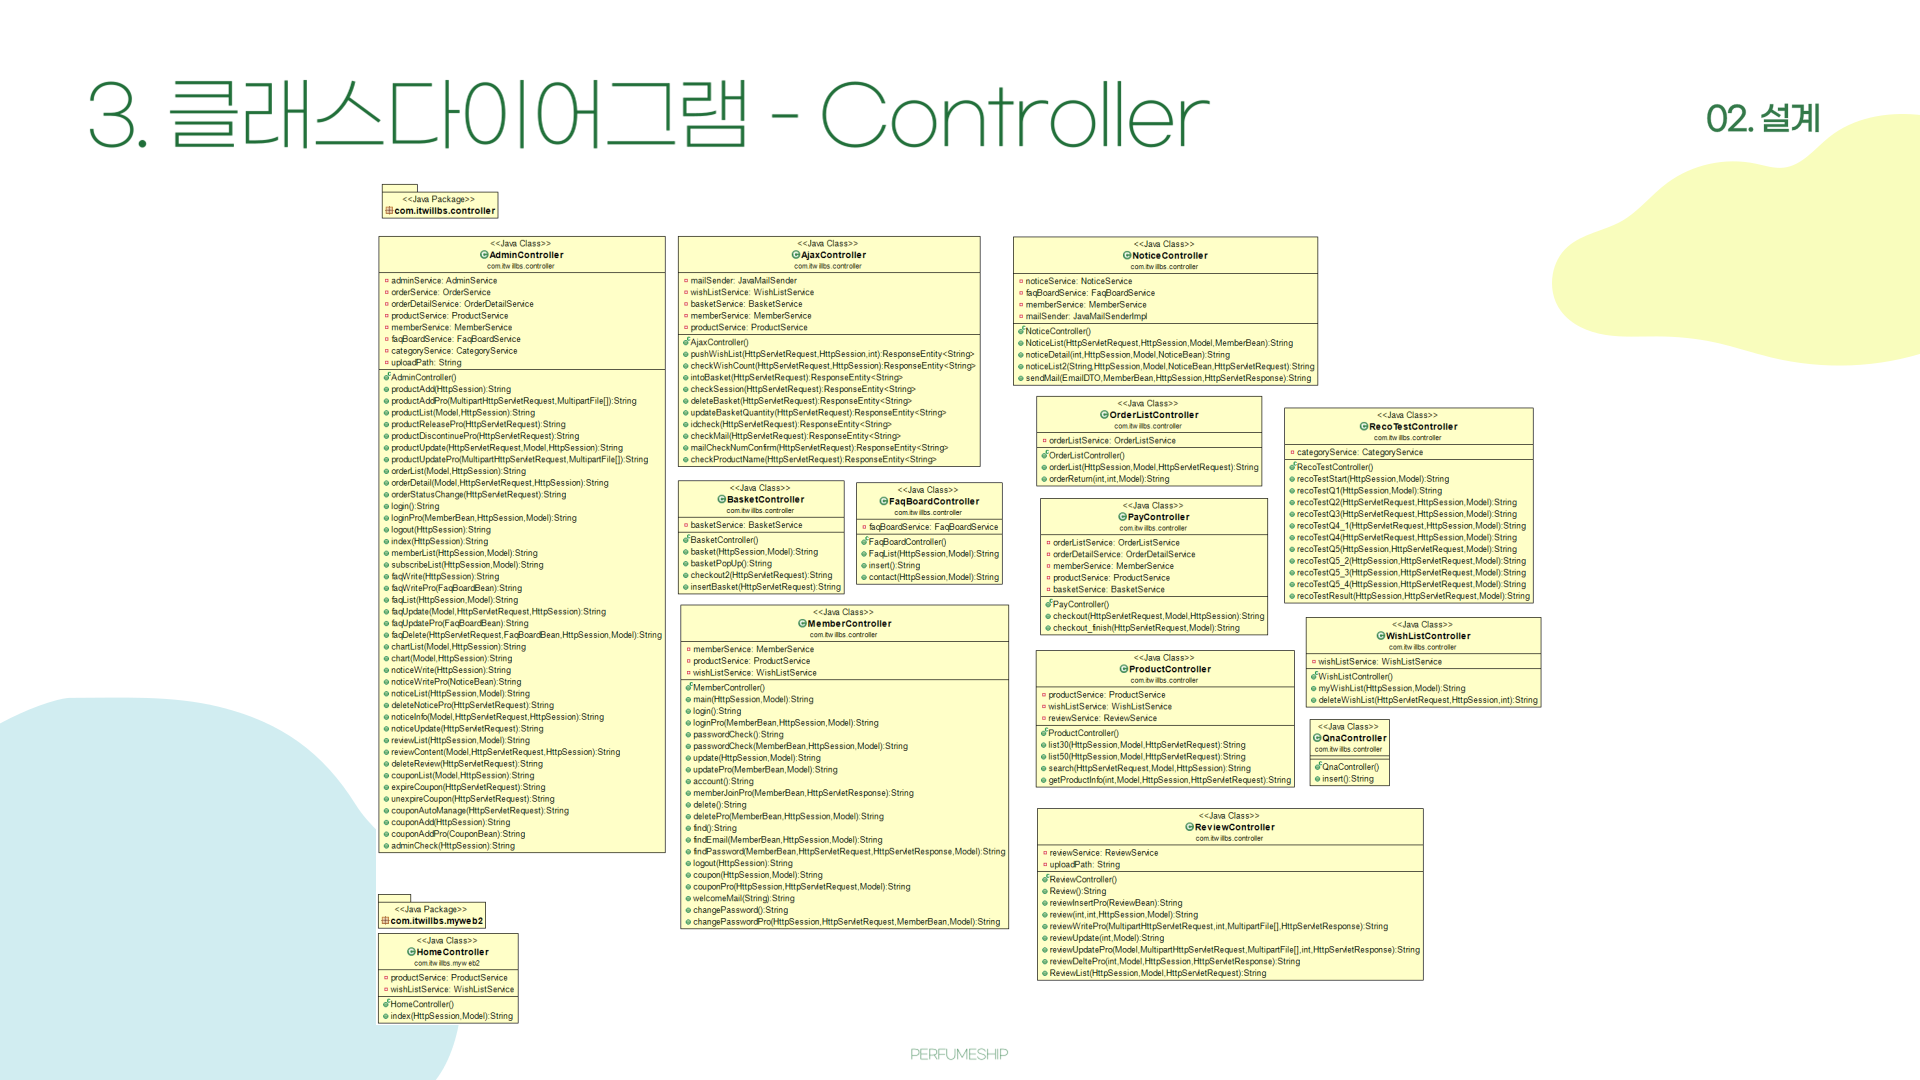 3. 클래스다이어그램 - Controller
02. 설계
<<Java Package>>
com.itwillbs.controller
<<Java Class>>
AdminController
com.itwillbs.controller
adminService: AdminService
orderService: OrderService
orderDetailService: OrderDetailService
productService: ProductService
memberService: MemberService
faqBoardService: FaqBoardService
categoryService: CategoryService
uploadPath: String
AdminController()
productAdd(HttpSession):String
productAddPro(MultipartHttpServletRequest,MultipartFile[]):String
productList(Model,HttpSession):String
productReleasePro(HttpServletRequest):String
productDiscontinuePro(HttpServletRequest):String
productUpdate(HttpServletRequest,Model,HttpSession):String
productUpdatePro(MultipartHttpServletRequest,MultipartFile[]):String
orderList(Model,HttpSession):String
orderDetail(Model,HttpServletRequest,HttpSession):String
orderStatusChange(HttpServletRequest):String
login():String
loginPro(MemberBean,HttpSession,Model):String
logout(HttpSession):String
index(HttpSession):String
memberList(HttpSession,Model):String
subscribeList(HttpSession,Model):String
faqWrite(HttpSession):String
faqWritePro(FaqBoardBean):String
faqList(HttpSession,Model):String
faqUpdate(Model,HttpServletRequest,HttpSession):String
faqUpdatePro(FaqBoardBean):String
faqDelete(HttpServletRequest,FaqBoardBean,HttpSession,Model):String
chartList(Model,HttpSession):String
chart(Model,HttpSession):String
noticeWrite(HttpSession):String
noticeWritePro(NoticeBean):String
noticeList(HttpSession,Model):String
deleteNoticePro(HttpServletRequest):String
noticeInfo(Model,HttpServletRequest,HttpSession):String
noticeUpdate(HttpServletRequest):String
reviewList(HttpSession,Model):String
reviewContent(Model,HttpServletRequest,HttpSession):String
deleteReview(HttpServletRequest):String
couponList(Model,HttpSession):String
expireCoupon(HttpServletRequest):String
unexpireCoupon(HttpServletRequest):String
couponAutoManage(HttpServletRequest):String
couponAdd(HttpSession):String
couponAddPro(CouponBean):String
adminCheck(HttpSession):String
<<Java Package>>
com.itwillbs.myweb2
<<Java Class>>
HomeController
com.itwillbs.myweb2
productService: ProductService
wishListService: WishListService
HomeController()
index(HttpSession,Model):String
<<Java Class>>
AjaxController
com.itwillbs.controller
mailSender: JavaMailSender
wishListService: WishListService
basketService: BasketService
memberService: MemberService
productService: ProductService
AjaxController()
pushWishList(HttpServletRequest,HttpSession,int):ResponseEntity<String>
checkWishCount(HttpServletRequest,HttpSession):ResponseEntity<String>
intoBasket(HttpServletRequest):ResponseEntity<String>
checkSession(HttpServletRequest):ResponseEntity<String>
deleteBasket(HttpServletRequest):ResponseEntity<String>
updateBasketQuantity(HttpServletRequest):ResponseEntity<String>
idcheck(HttpServletRequest):ResponseEntity<String>
checkMail(HttpServletRequest):ResponseEntity<String>
mailCheckNumConfirm(HttpServletRequest):ResponseEntity<String>
checkProductName(HttpServletRequest):ResponseEntity<String>
<<Java Class>>
BasketController
com.itwillbs.controller
basketService: BasketService
BasketController()
basket(HttpSession,Model):String
basketPopUp():String
checkout2(HttpServletRequest):String
insertBasket(HttpServletRequest):String
<<Java Class>>
FaqBoardController
com.itwillbs.controller
faqBoardService: FaqBoardService
FaqBoardController()
FaqList(HttpSession,Model):String
insert():String
contact(HttpSession,Model):String
<<Java Class>>
MemberController
com.itwillbs.controller
memberService: MemberService
productService: ProductService
wishListService: WishListService
MemberController()
main(HttpSession,Model):String
login():String
loginPro(MemberBean,HttpSession,Model):String
passwordCheck():String
passwordCheck(MemberBean,HttpSession,Model):String
update(HttpSession,Model):String
updatePro(MemberBean,Model):String
account():String
memberJoinPro(MemberBean,HttpServletResponse):String
delete():String
deletePro(MemberBean,HttpSession,Model):String
find():String
findEmail(MemberBean,HttpSession,Model):String
findPassword(MemberBean,HttpServletRequest,HttpServletResponse,Model):String
logout(HttpSession):String
coupon(HttpSession,Model):String
couponPro(HttpSession,HttpServletRequest,Model):String
welcomeMail(String):String
changePassword():String
changePasswordPro(HttpSession,HttpServletRequest,MemberBean,Model):String
<<Java Class>>
NoticeController
com.itwillbs.controller
noticeService: NoticeService
faqBoardService: FaqBoardService
memberService: MemberService
mailSender: JavaMailSenderImpl
NoticeController()
NoticeList(HttpServletRequest,HttpSession,Model,MemberBean):String
noticeDetail(int,HttpSession,Model,NoticeBean):String
noticeList2(String,HttpSession,Model,NoticeBean,HttpServletRequest):String
sendMail(EmailDTO,MemberBean,HttpSession,HttpServletResponse):String
<<Java Class>>
OrderListController
com.itwillbs.controller
orderListService: OrderListService
OrderListController()
orderList(HttpSession,Model,HttpServletRequest):String
orderReturn(int,int,Model):String
<<Java Class>>
PayController
com.itwillbs.controller
orderListService: OrderListService
orderDetailService: OrderDetailService
memberService: MemberService
productService: ProductService
basketService: BasketService
PayController()
checkout(HttpServletRequest,Model,HttpSession):String
checkout_finish(HttpServletRequest,Model):String
<<Java Class>>
ProductController
com.itwillbs.controller
productService: ProductService
wishListService: WishListService
reviewService: ReviewService
ProductController()
list30(HttpSession,Model,HttpServletRequest):String
list50(HttpSession,Model,HttpServletRequest):String
search(HttpServletRequest,Model,HttpSession):String
getProductInfo(int,Model,HttpSession,HttpServletRequest):String
<<Java Class>>
RecoTestController
com.itwillbs.controller
categoryService: CategoryService
RecoTestController()
recoTestStart(HttpSession,Model):String
recoTestQ1(HttpSession,Model):String
recoTestQ2(HttpServletRequest,HttpSession,Model):String
recoTestQ3(HttpServletRequest,HttpSession,Model):String
recoTestQ4_1(HttpServletRequest,HttpSession,Model):String
recoTestQ4(HttpServletRequest,HttpSession,Model):String
recoTestQ5(HttpSession,HttpServletRequest,Model):String
recoTestQ5_2(HttpServletRequest,HttpSession,Model):String
recoTestQ5_3(HttpServletRequest,HttpSession,Model):String
recoTestQ5_4(HttpServletRequest,HttpSession,Model):String
recoTestResult(HttpSession,HttpServletRequest,Model):String
<<Java Class>>
WishListController
com.itwillbs.controller
wishListService: WishListService
WishListController()
myWishList(HttpSession,Model):String
deleteWishList(HttpServletRequest,HttpSession,int):String
<<Java Class>>
QnaController
com.itwillbs.controller
QnaController()
insert():String
<<Java Class>>
ReviewController
com.itwillbs.controller
reviewService: ReviewService
uploadPath: String
ReviewController()
Review():String
reviewInsertPro(ReviewBean):String
review(int,int,HttpSession,Model):String
reviewWritePro(MultipartHttpServletRequest,int,MultipartFile[],HttpServletResponse):String
reviewUpdate(int,Model):String
reviewUpdatePro(Model,MultipartHttpServletRequest,MultipartFile[],int,HttpServletResponse):String
reviewDeltePro(int,Model,HttpSession,HttpServletResponse):String
ReviewList(HttpSession,Model,HttpServletRequest):String
PERFUMESHIP